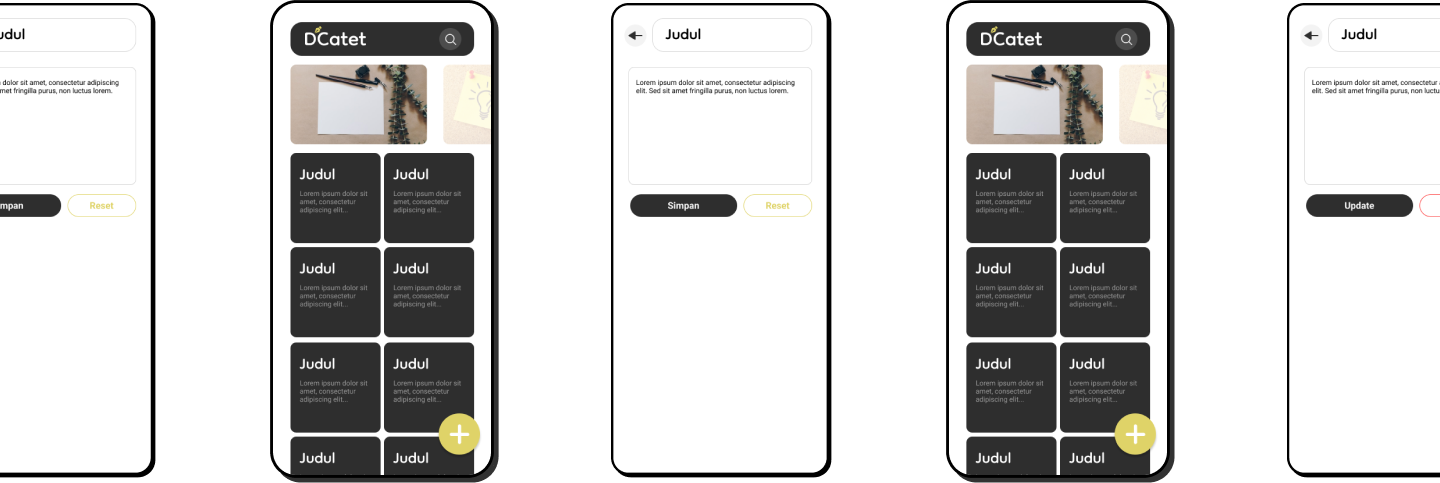 udul
dolor sit amet, consectetur adipiscing
met fringilla purus, non luctus lorem.
mpan
Reset
D'Catet
Judul
Lorem ipsum dolor sit
amet, consectetur
adipiscing elit...
Judul
Lorem ipsum dolor sit
amet, consectetur
adipiscing elit...
Judul
Lorem ipsum dolor sit
amet, consectetur
adipiscing elit...
Judul
Lorem ipsum dolor sit
amet, consectetur
adipiscing elit...
Judul
Lorem ipsum dolor sit
amet, consectetur
adipiscing elit...
Judul
Lorem ipsum dolor sit
amet, consectetur
adipiscing elit...
Judul
Judul
Judul
Lorem ipsum dolor sit amet, consectetur adipiscing
elit. Sed sit amet fringilla purus, non luctus lorem.
Simpan
Reset
D'Catet
Judul
Lorem ipsum dolor sit
amet, consectetur
adipiscing elit...
Judul
Lorem ipsum dolor sit
amet, consectetur
adipiscing elit...
Judul
Lorem ipsum dolor sit
amet, consectetur
adipiscing elit...
Judul
Lorem ipsum dolor sit
amet, consectetur
adipiscing elit...
Judul
Lorem ipsum dolor sit
amet, consectetur
adipiscing elit...
Judul
Lorem ipsum dolor sit
amet, consectetur
adipiscing elit...
Judul
Judul
Judul
Lorem ipsum dolor sit amet, consectetur a
elit. Sed sit amet fringilla purus, non luctu
Update